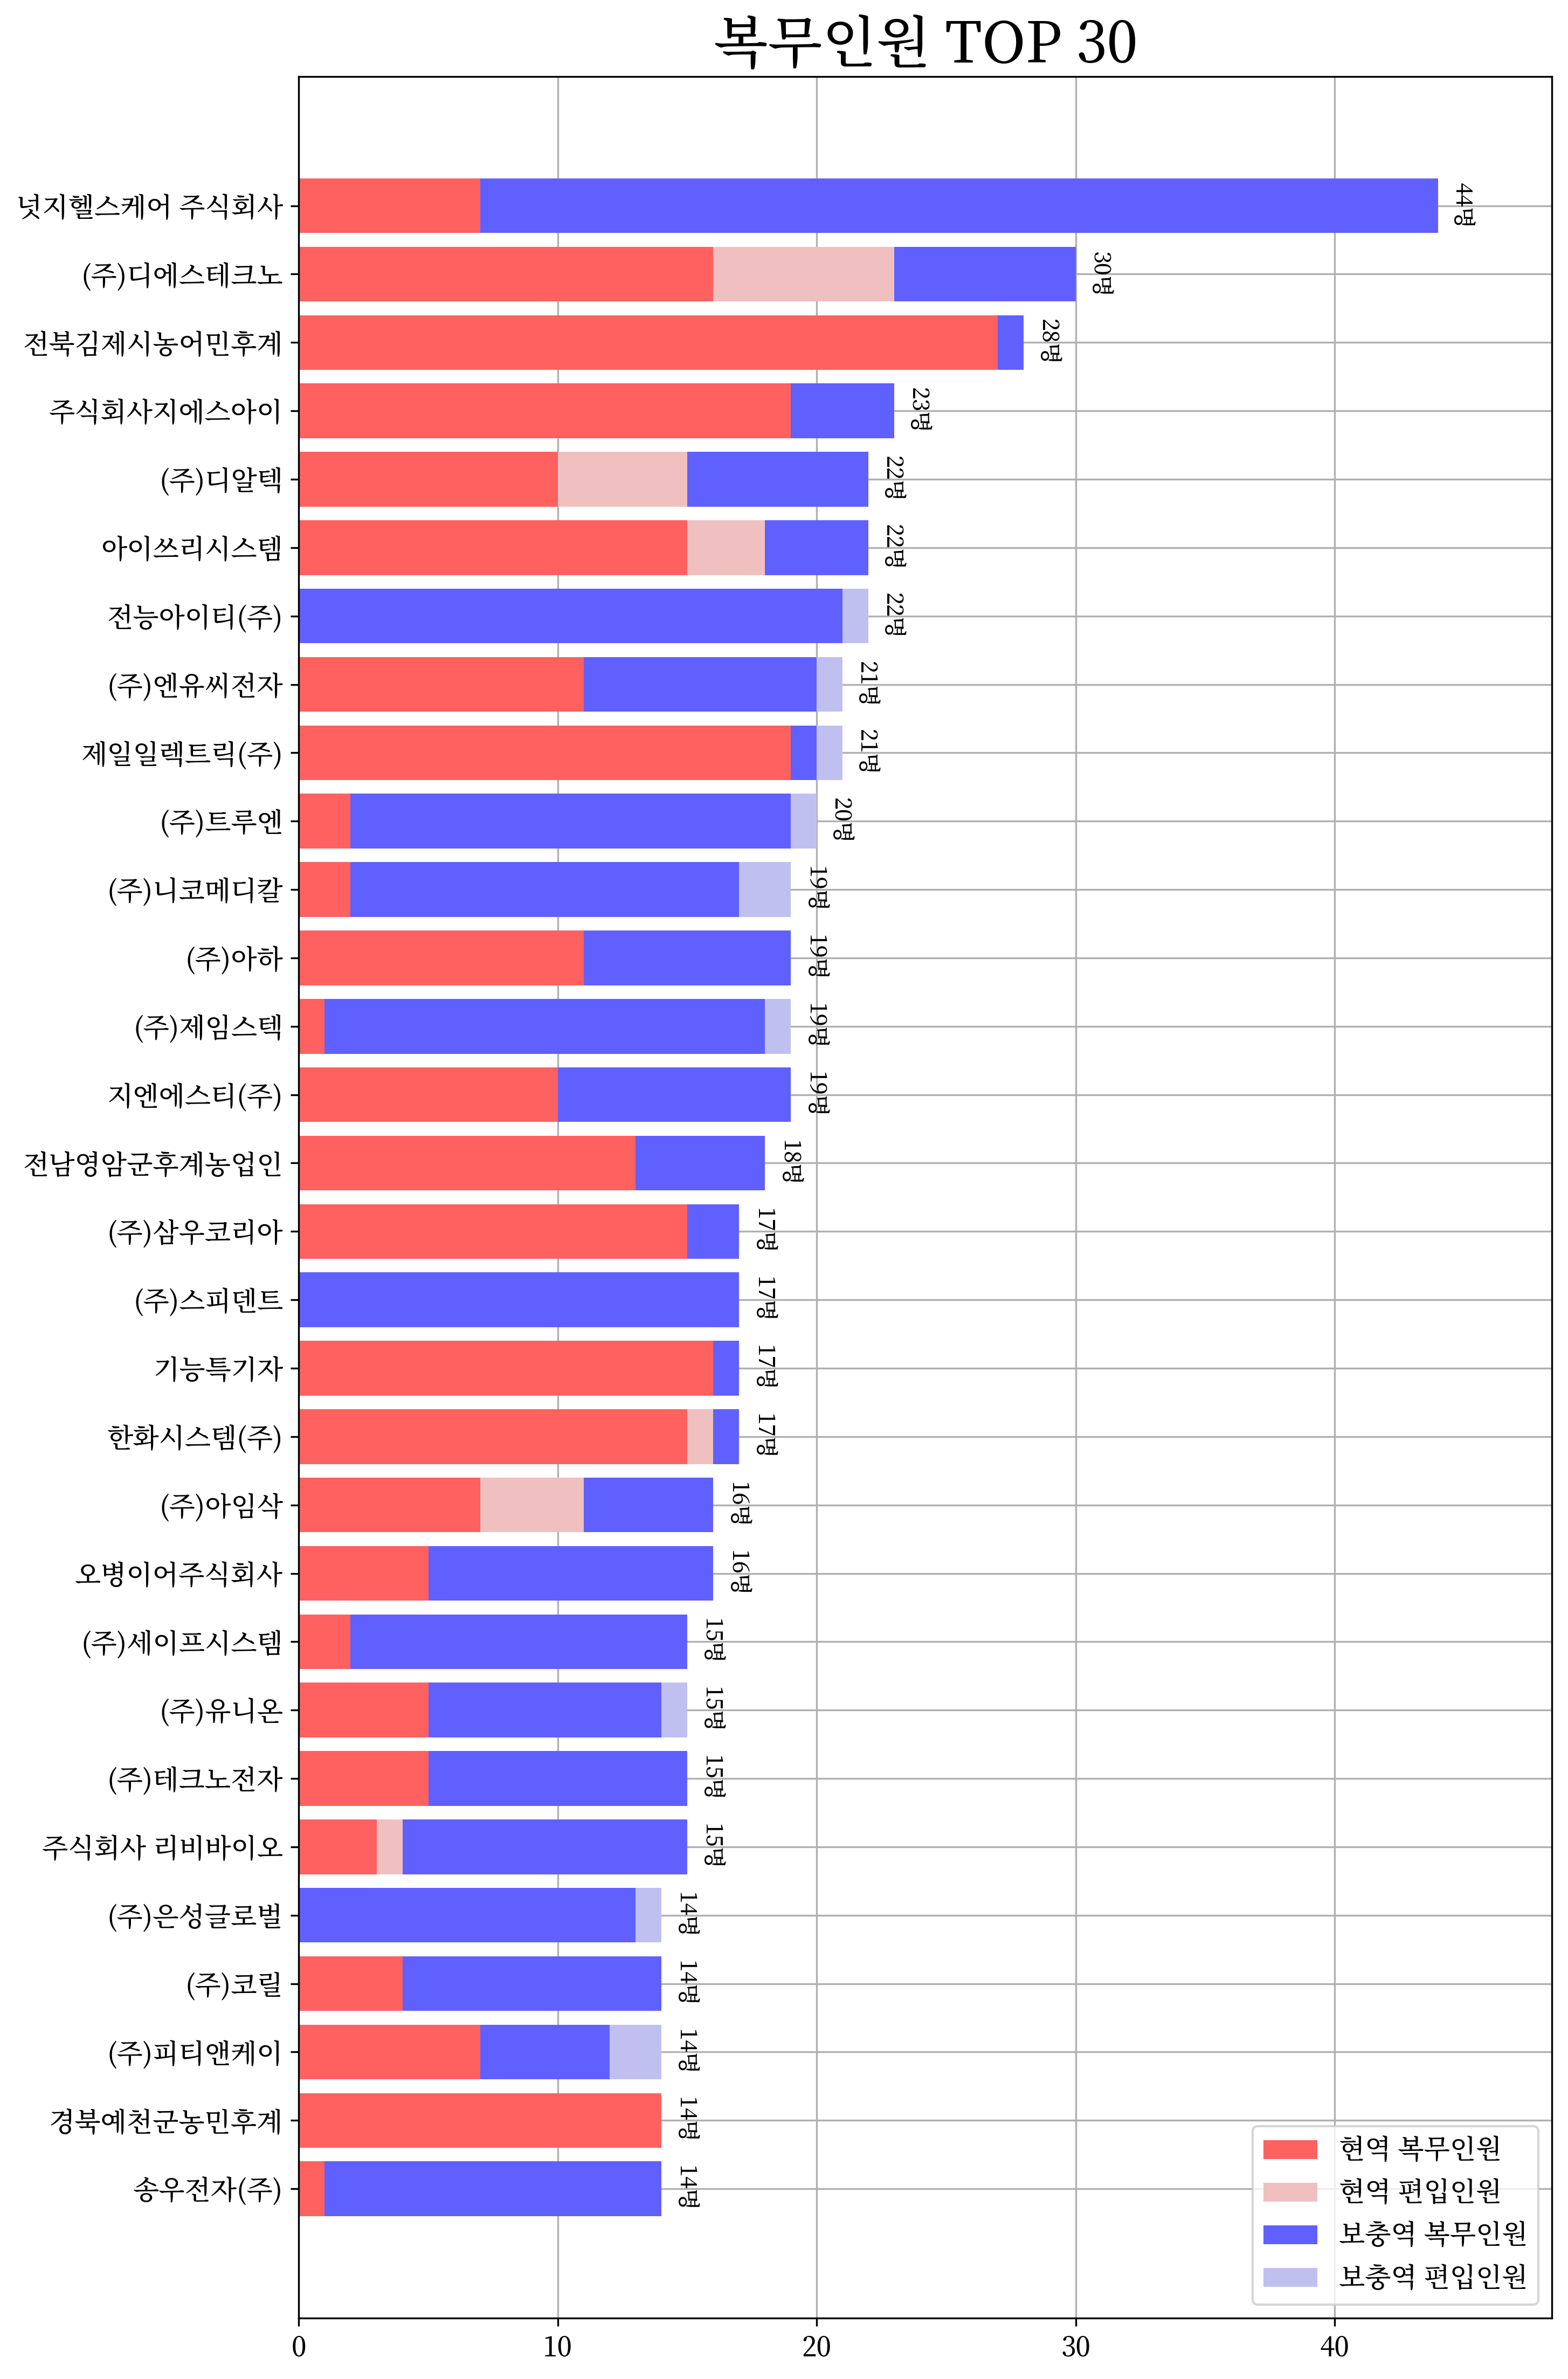 복무인원 TOP 30
넛지헬스케어 주식회사
44명
(주)디에스테크노
30명
전북김제시농어민후계
28명
주식회사지에스아이
23명
(주)디알텍
22명
아이쓰리시스템
22명
전능아이티(주)
22명
(주)엔유씨전자
21명
제일일렉트릭(주)
21명
(주)트루엔
20명
(주)니코메디칼
19명
(주)아하
19명
(주)제임스텍
19명
지엔에스티(주)
19명
전남영암군후계농업인
18명
(주)삼우코리아
17명
(주)스피덴트
17명
기능특기자
17명
한화시스템(주)
17명
(주)아임삭
16명
오병이어주식회사
16명
(주)세이프시스템
15명
(주)유니온
15명
(주)테크노전자
15명
주식회사 리비바이오
15명
(주)은성글로벌
14명
(주)코릴
14명
(주)피티앤케이
14명
경북예천군농민후계
14명
송우전자(주)
14명
현역 복무인원
현역 편입인원
보충역 복무인원
보충역 편입인원
0 10 20 30 40